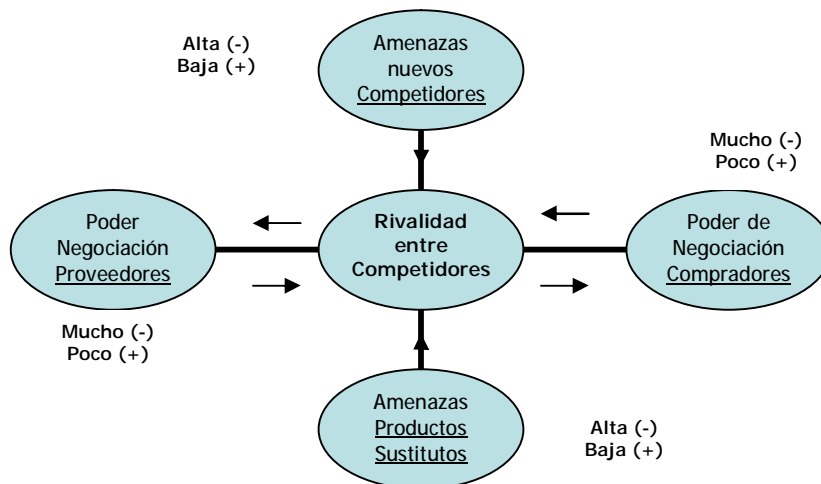 Alta (-)
Baja (+)
Amenazas
nuevos
Competidores
Mucho (-)
Poco (+)
Poder
Negociación
Proveedores
Rivalidad
entre
Competidores
Poder de
Negociación
Compradores
Mucho (-)
Poco (+)
Amenazas
Productos
Sustitutos
Alta (-)
Baja (+)